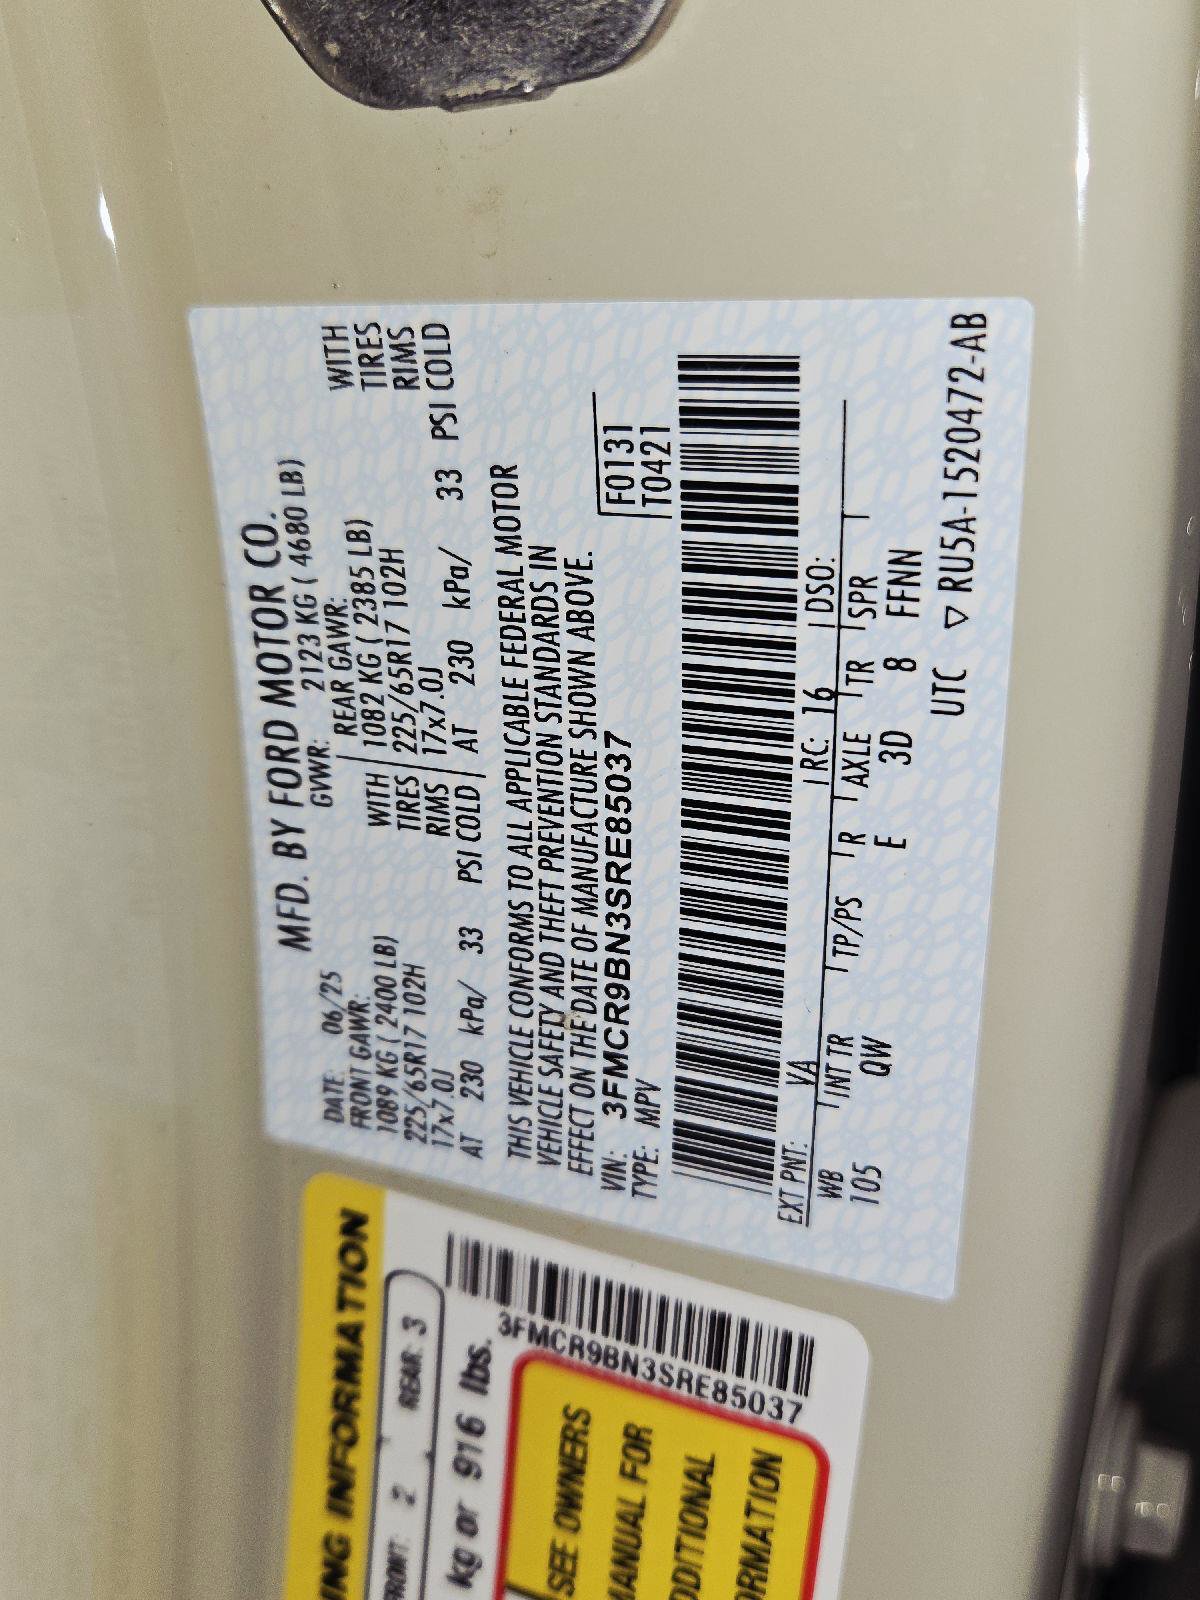 MFD. BY FORD MOTOR CO.
DATE: 06/25 GVWR: 2123 KG ( 4680 LB)
FRONT GAWR: REAR GAWR:
1089 KG ( 2400 LB) WITH 1082 KG ( 2385 LB) WITH
225/65R17 102H TIRES 225/65R17 102H TIRES
17x7.0J RIMS 17x7.0J RIMS
AT 230 kPa/ 33 PSI COLD AT 230 kPa/ 33 PSI COLD
THIS VEHICLE CONFORMS TO ALL APPLICABLE FEDERAL MOTOR
VEHICLE SAFETY AND THEFT PREVENTION STANDARDS IN
EFFECT ON THE DATE OF MANUFACTURE SHOWN ABOVE.
VIN: 3FMCR9BN3SRE85037 F0131
TYPE: MPV T0421
EXT PNT: VA RC: 16 DSO:
WB INT TR TP/PS R AXLE TR SPR
105 QW E 3D 8 FFNN
UTC ▽ RU5A-1520472-AB
ING INFORMATION
FRONT: 2 REAR: 3
kg or 916 lbs.
3FMCR9BN3SRE85037
SEE OWNERS
MANUAL FOR
ADDITIONAL
ORMATION